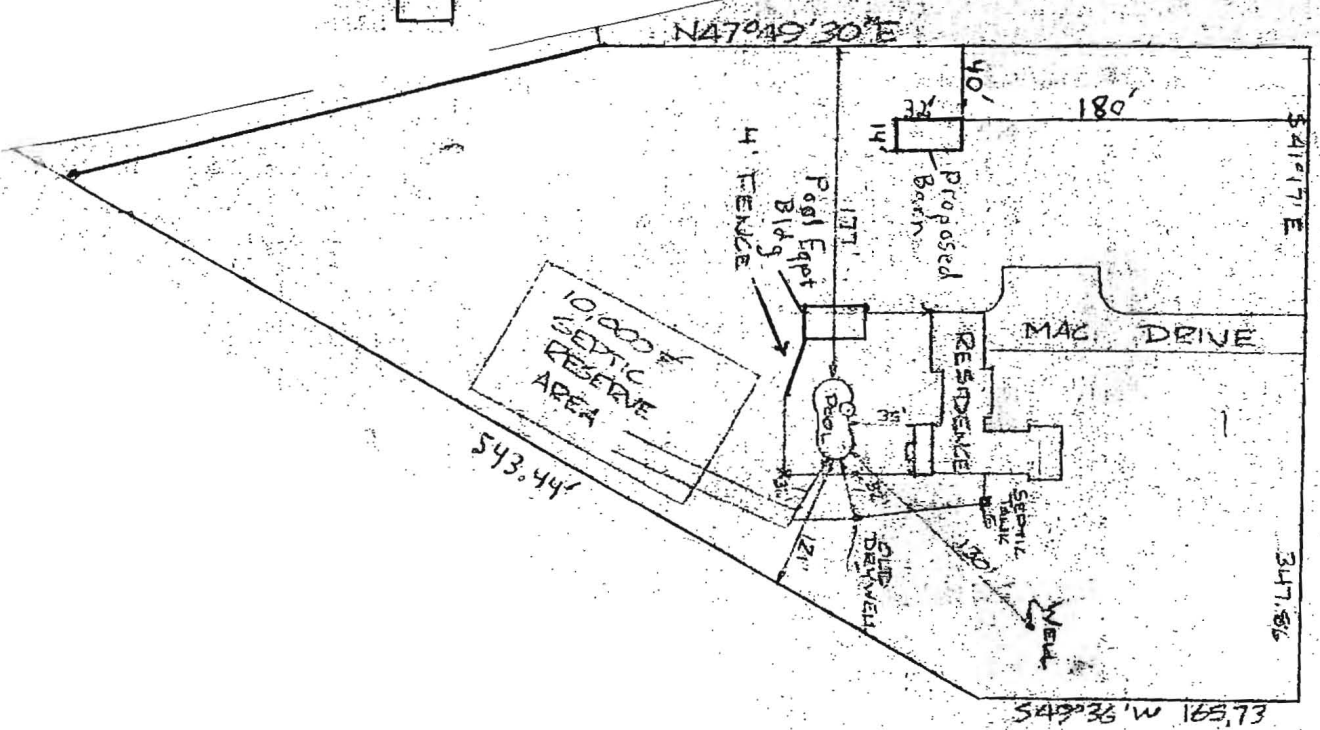 N47°49'30"E
40'
180'
22'
14'
Proposed
Barn
S41°17'E
177'
Pool Eqpt
Bldg
4' FENCE
MAC. DRIVE
RESIDENCE
POOL
35'
10,000 #
SEPTIC
RESERVE
AREA
543.44'
121'
OLD
DRYWELL
SEPTIC
TANK
120'
WELL
347.86
S49°36'W 165.73